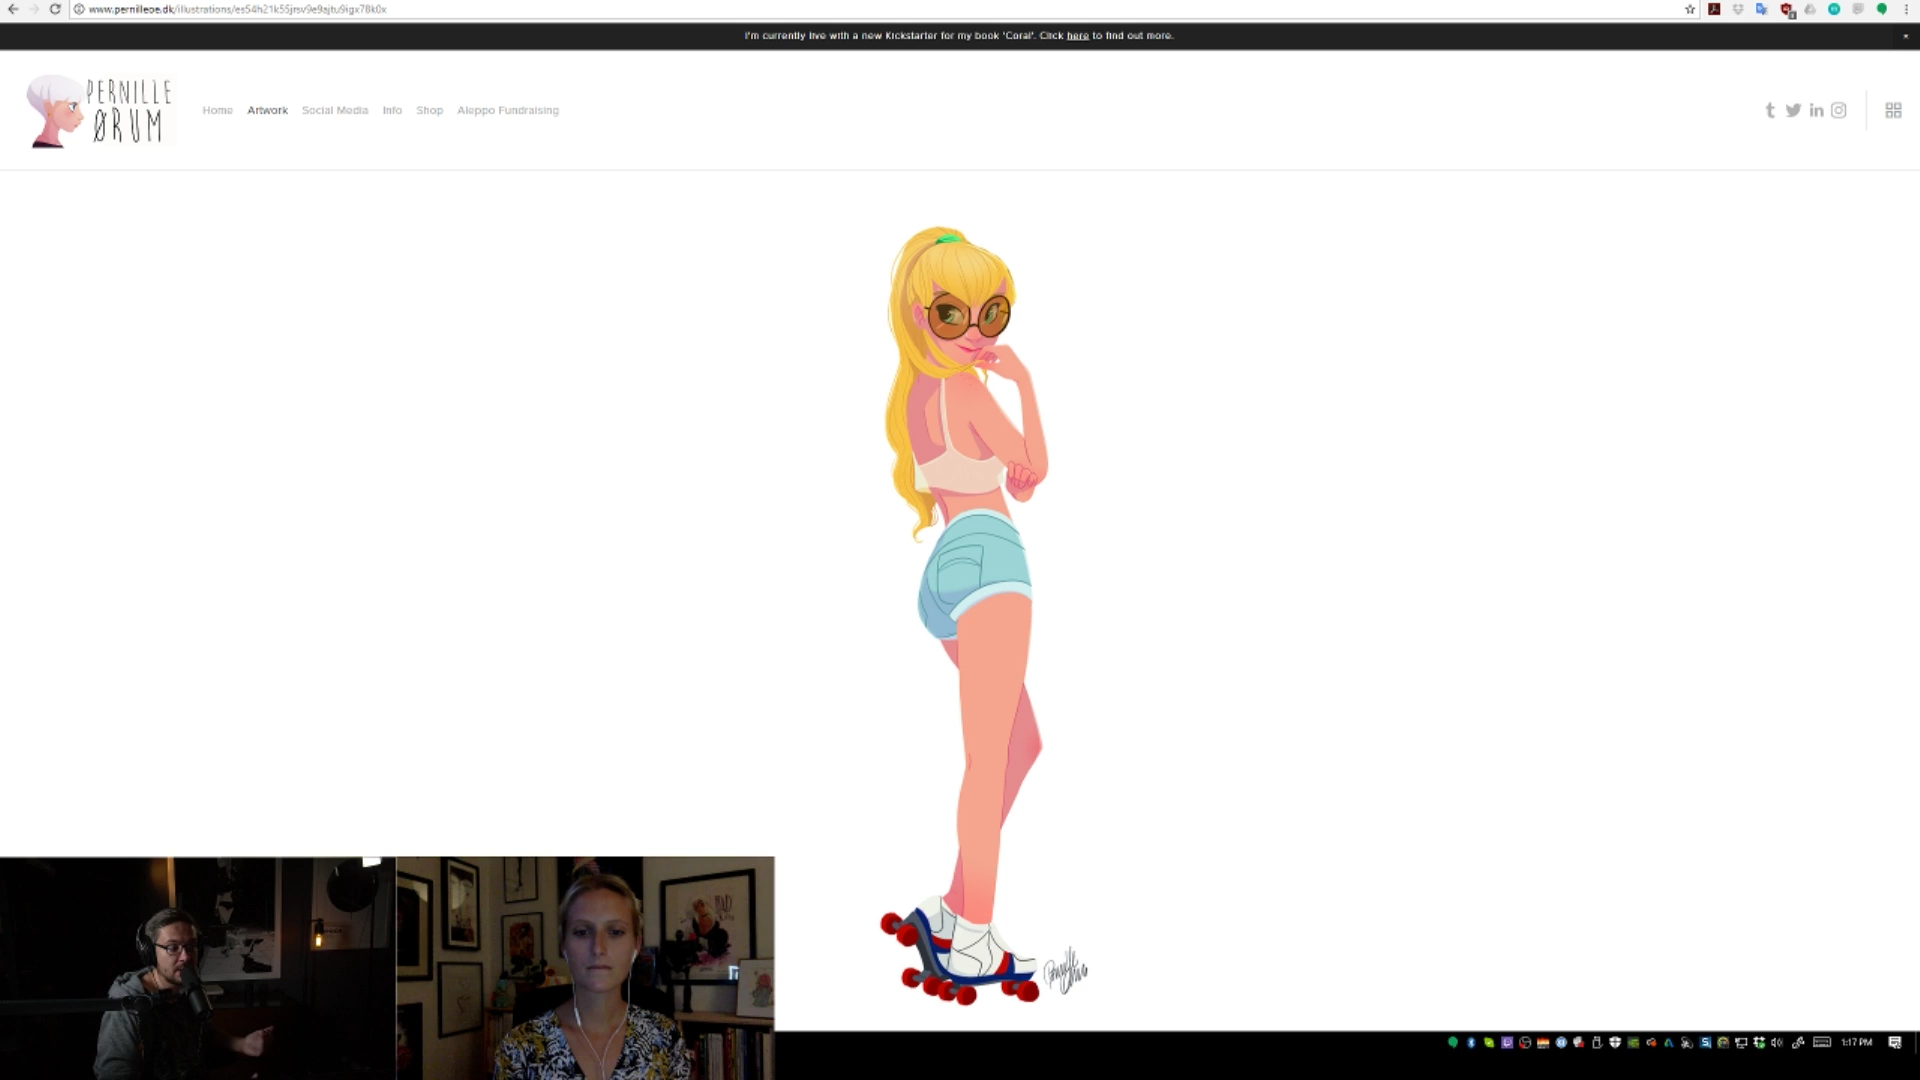 www.pernilleoe.dk/illustrations/es54h21k55jrsv9e9ajtu9igx78k0x
I'm currently live with a new Kickstarter for my book 'Coral'. Click here to find out more.
PERNILLE
ØRUM
Home Artwork Social Media Info Shop Aleppo Fundraising
1:17 PM